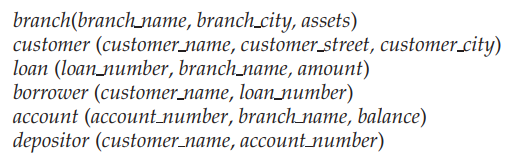 branch(branch_name, branch_city, assets)
customer (customer_name, customer_street, customer_city)
loan (loan_number, branch_name, amount)
borrower (customer_name, loan_number)
account (account_number, branch_name, balance)
depositor (customer_name, account_number)